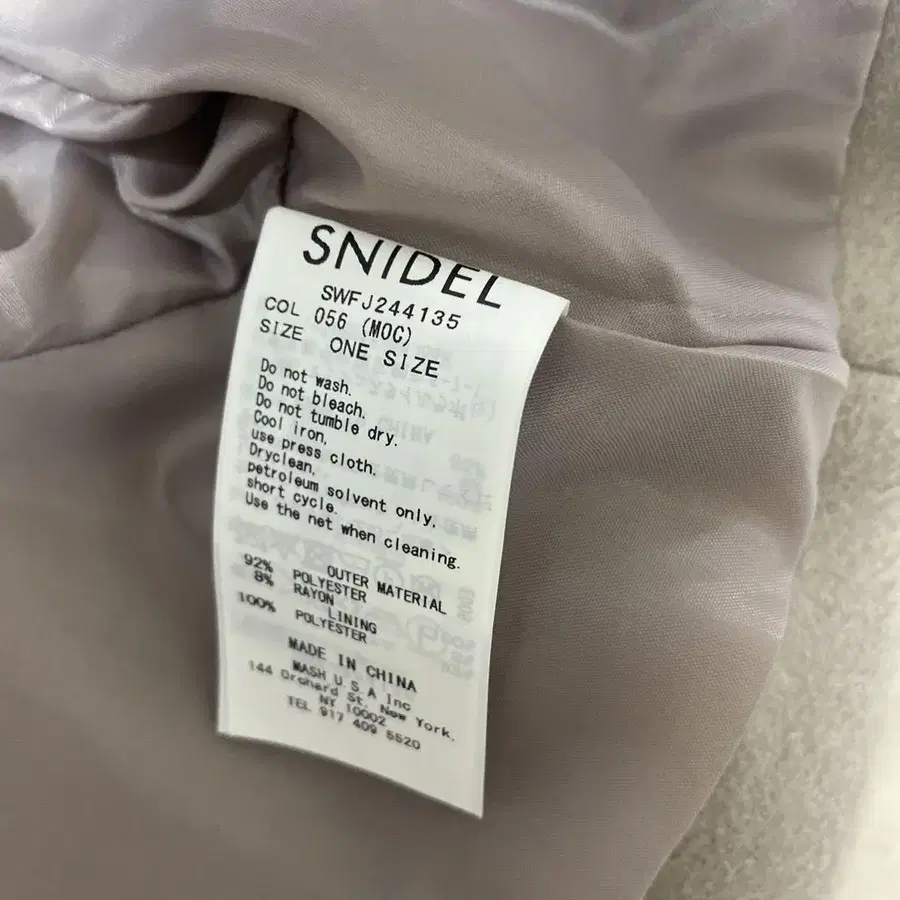 SNIDEL
SWFJ244135
COL 056 (MOC)
SIZE ONE SIZE
Do not wash.
Do not bleach.
Do not tumble dry.
Cool iron,
use press cloth.
Dryclean,
petroleum solvent only,
short cycle.
Use the net when cleaning.
OUTER MATERIAL
92% POLYESTER
8% RAYON
LINING
100% POLYESTER
MADE IN CHINA
MASH U.S.A Inc
144 Orchard St. New York.
NY 10002
TEL 917 409 5520